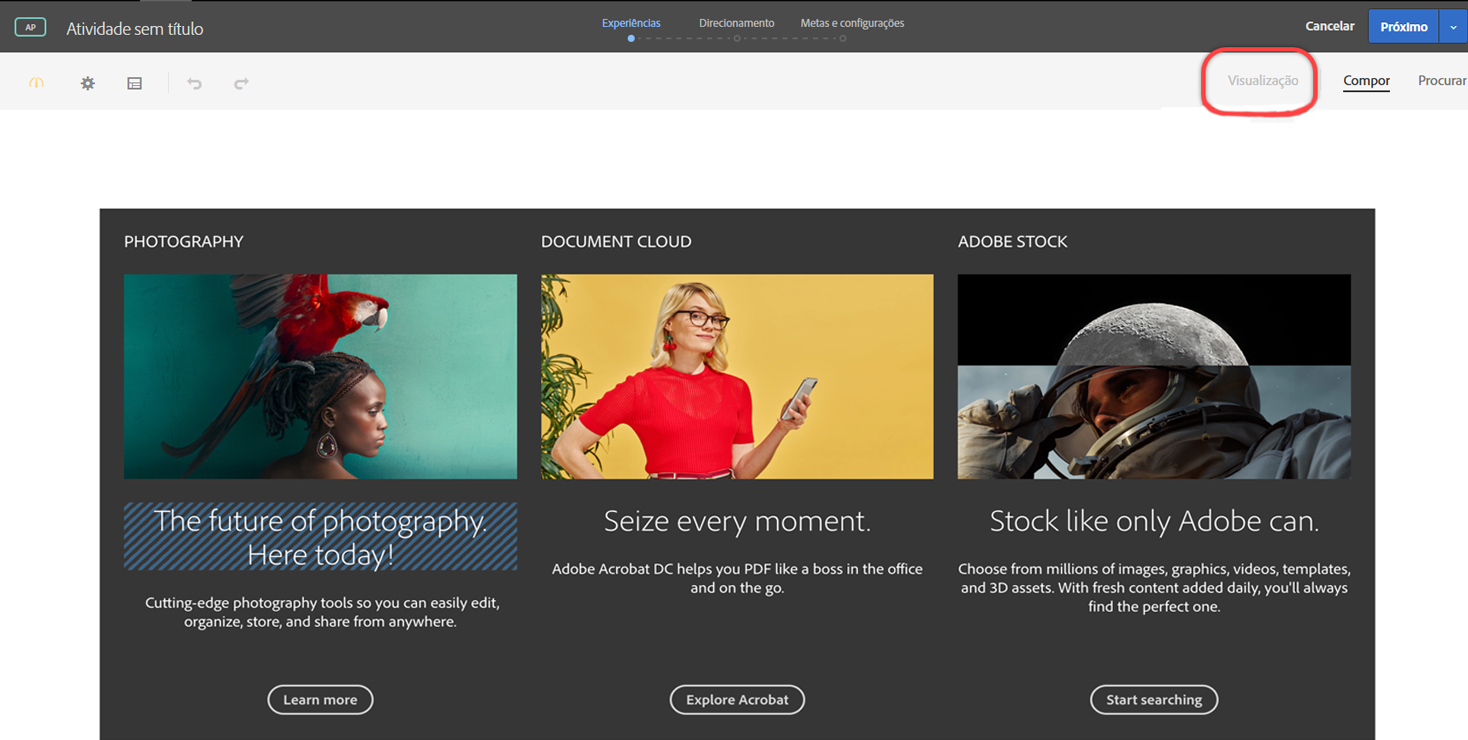 AP
Atividade sem título
Experiências
Direcionamento
Metas e configurações
Cancelar
Próximo
Visualização
Compor
Procurar
PHOTOGRAPHY
The future of photography.
Here today!
Cutting-edge photography tools so you can easily edit,
organize, store, and share from anywhere.
Learn more
DOCUMENT CLOUD
Seize every moment.
Adobe Acrobat DC helps you PDF like a boss in the office
and on the go.
Explore Acrobat
ADOBE STOCK
Stock like only Adobe can.
Choose from millions of images, graphics, videos, templates,
and 3D assets. With fresh content added daily, you'll always
find the perfect one.
Start searching